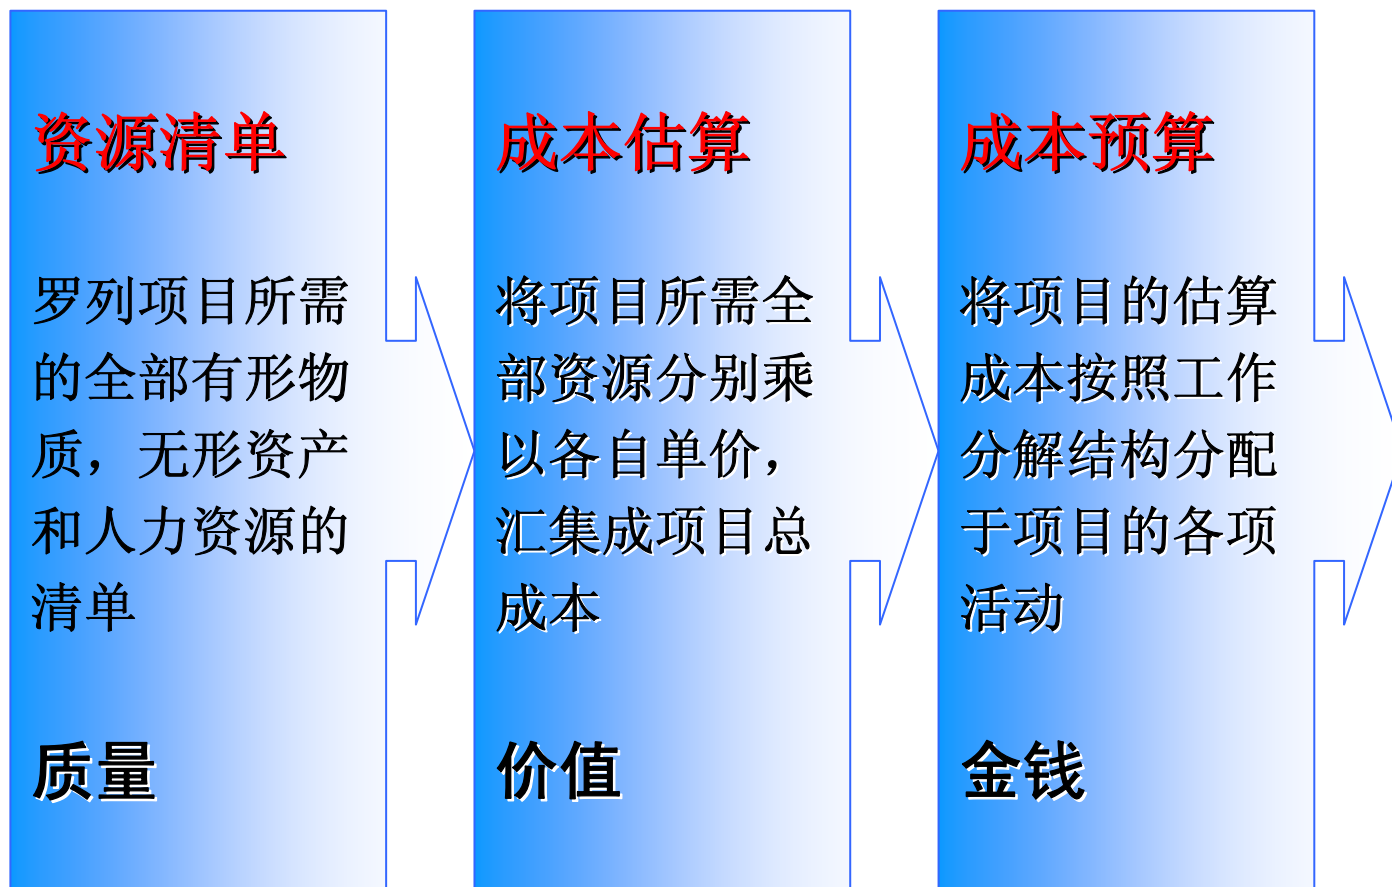 资源清单
罗列项目所需
的全部有形物
质，无形资产
和人力资源的
清单
质量
成本估算
将项目所需全
部资源分别乘
以各自单价，
汇集成项目总
成本
价值
成本预算
将项目的估算
成本按照工作
分解结构分配
于项目的各项
活动
金钱